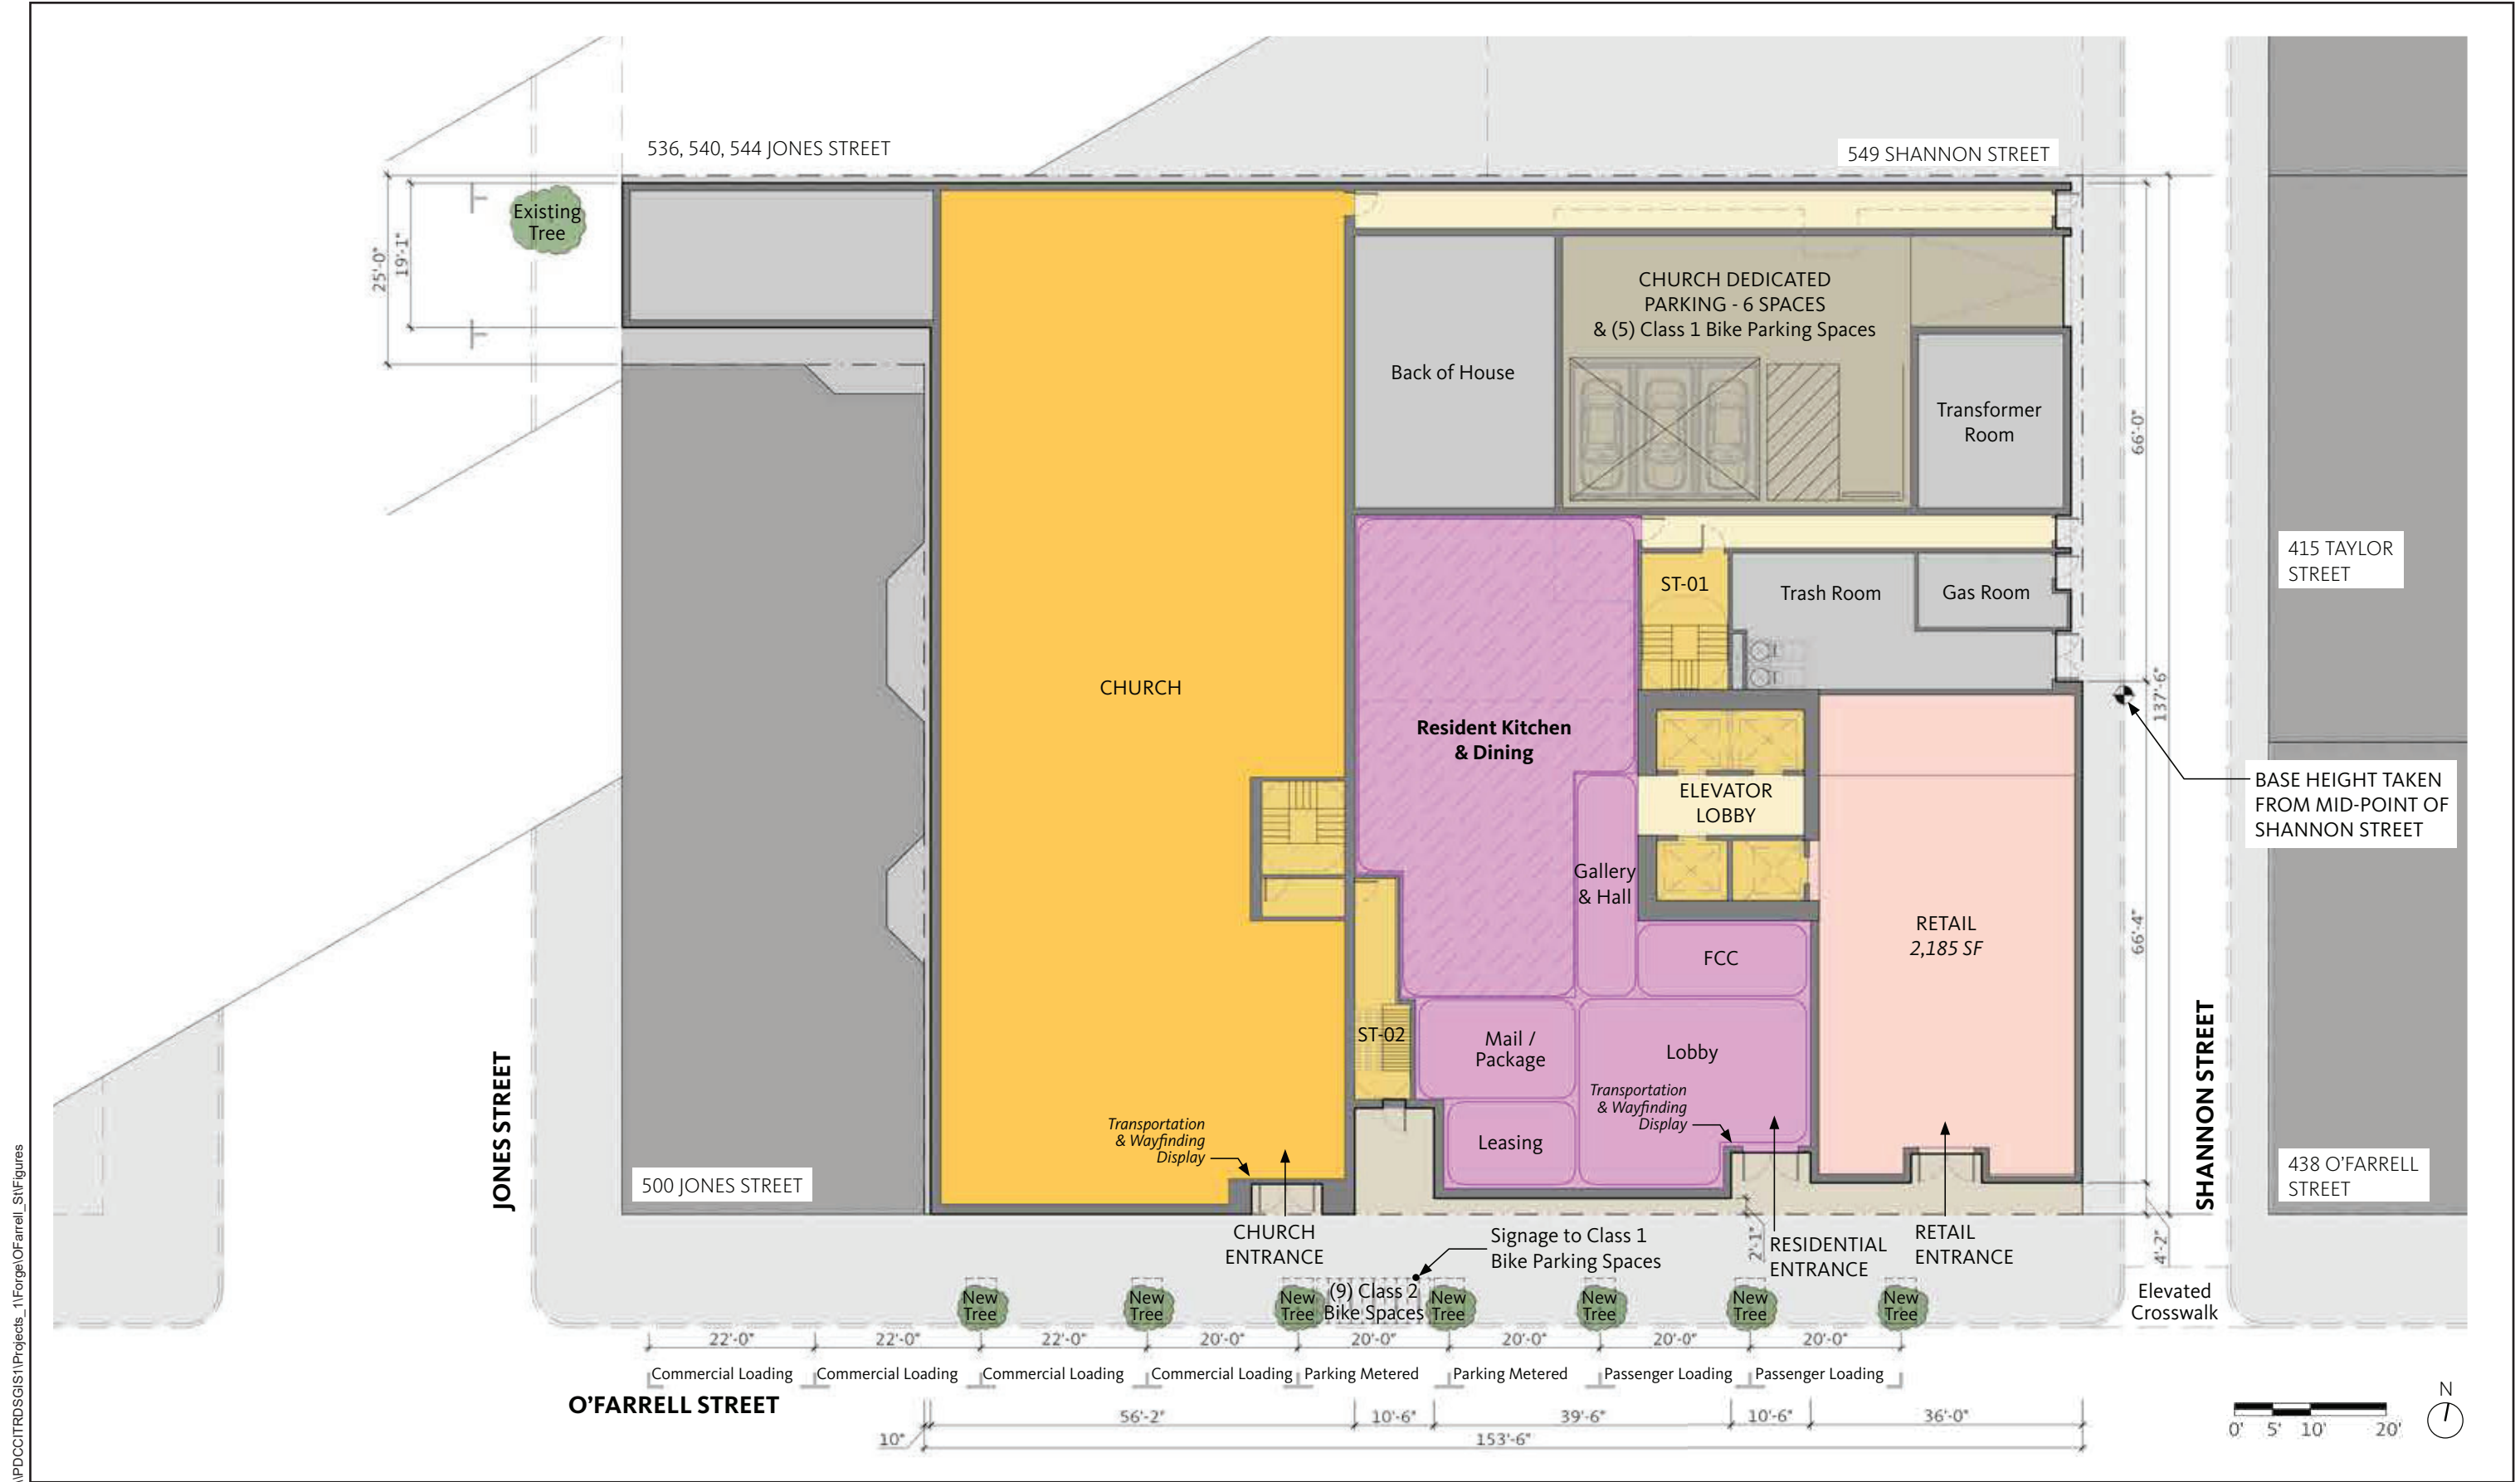 536, 540, 544 JONES STREET
549 SHANNON STREET
Existing
Tree
25'-0"
19'-1"
CHURCH DEDICATED
PARKING - 6 SPACES
& (5) Class 1 Bike Parking Spaces
Back of House
Transformer
Room
66'-0"
137'-6"
415 TAYLOR
STREET
ST-01
Trash Room
Gas Room
CHURCH
Resident Kitchen
& Dining
ELEVATOR
LOBBY
BASE HEIGHT TAKEN
FROM MID-POINT OF
SHANNON STREET
Gallery
& Hall
RETAIL
2,185 SF
66'-4"
FCC
ST-02
Mail /
Package
Lobby
Transportation
& Wayfinding
Display
Transportation
& Wayfinding
Display
Leasing
JONES STREET
SHANNON STREET
500 JONES STREET
438 O'FARRELL
STREET
CHURCH
ENTRANCE
Signage to Class 1
Bike Parking Spaces
2'-1"
RESIDENTIAL
ENTRANCE
RETAIL
ENTRANCE
4'-2"
(9) Class 2
Bike Spaces
New
Tree
New
Tree
New
Tree
New
Tree
New
Tree
New
Tree
New
Tree
Elevated
Crosswalk
22'-0" 22'-0" 22'-0" 20'-0" 20'-0" 20'-0" 20'-0" 20'-0"
Commercial Loading Commercial Loading Commercial Loading Commercial Loading Parking Metered Parking Metered Passenger Loading Passenger Loading
O'FARRELL STREET
56'-2" 10'-6" 39'-6" 10'-6" 36'-0"
10"
153'-6"
0' 5' 10' 20'
N
\\PDCCITRDSGIS1\Projects_1\Forge\OFarrell_St\Figures